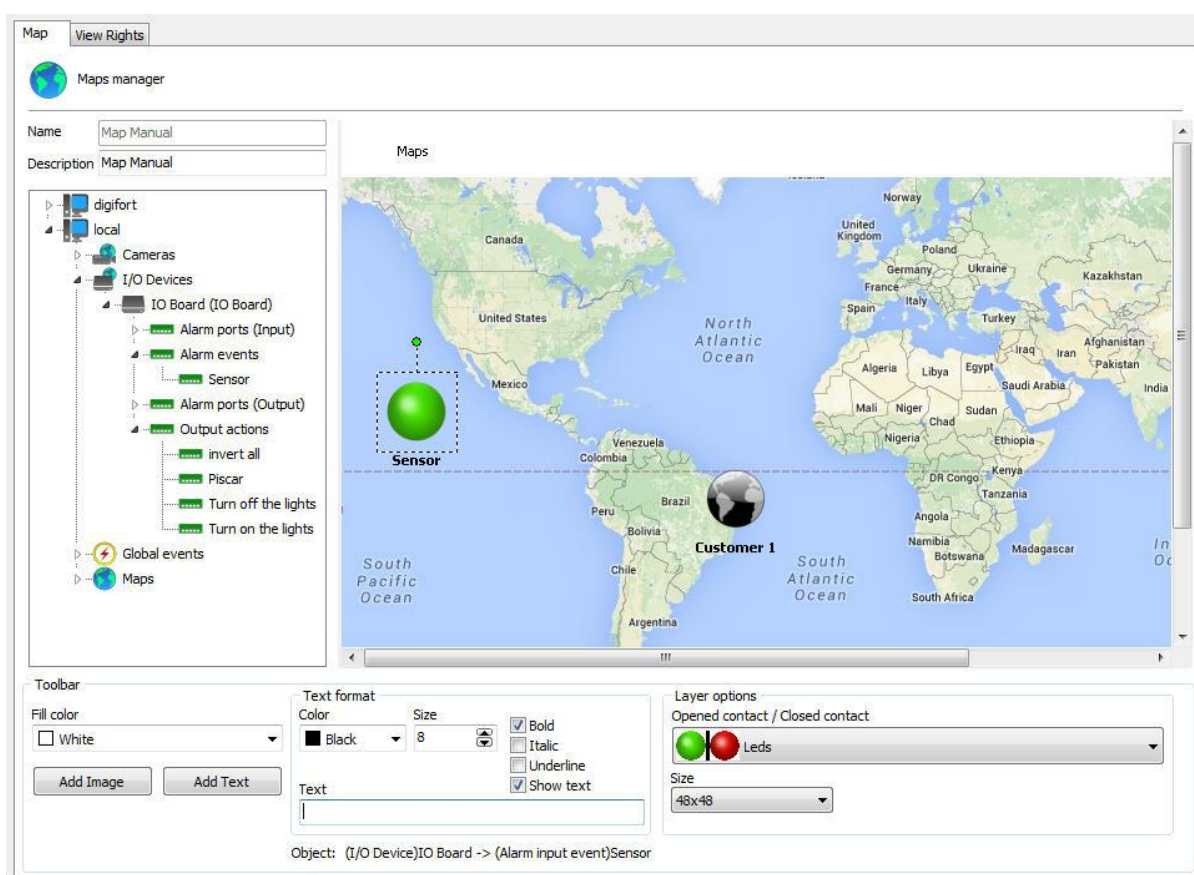 Map
View Rights
Maps manager
Name
Map Manual
Description
Map Manual
digifort
local
Cameras
I/O Devices
IO Board (IO Board)
Alarm ports (Input)
Alarm events
Sensor
Alarm ports (Output)
Output actions
invert all
Piscar
Turn off the lights
Turn on the lights
Global events
Maps
Maps
Norway
United
Kingdom
Canada
Poland
Germany
Ukraine
Kazakhstan
France
Italy
Spain
Turkey
United States
North
Atlantic
Ocean
Afghanistan
Iraq
Iran
Pakistan
Algeria
Libya
Egypt
Saudi Arabia
India
Mexico
Mali
Niger
Chad
Sudan
Nigeria
Ethiopia
Venezuela
Colombia
Sensor
Kenya
DR Congo
Tanzania
Brazil
Peru
Angola
Bolivia
Customer 1
Namibia
Botswana
Madagascar
In
Oc
South
Pacific
Ocean
Chile
South
Atlantic
Ocean
South Africa
Argentina
Toolbar
Fill color
White
Add Image
Add Text
Text format
Color
Size
Black
8
Bold
Italic
Underline
Show text
Text
Layer options
Opened contact / Closed contact
Leds
Size
48x48
Object: (I/O Device)IO Board -> (Alarm input event)Sensor